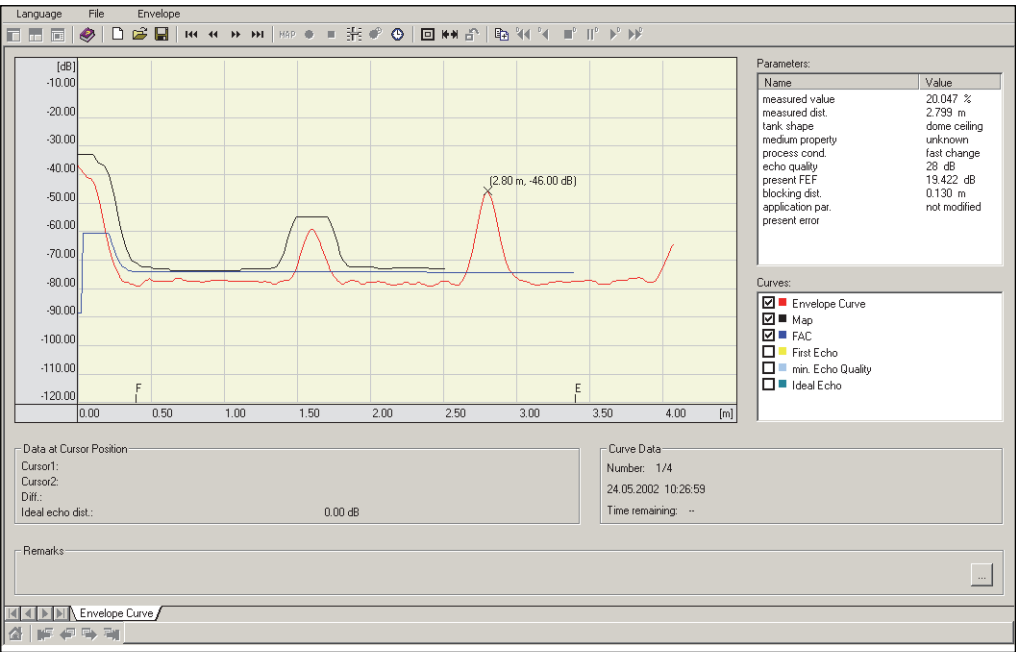 Language File Envelope
HAP
[dB]
-10.00
-20.00
-30.00
-40.00
-50.00
-60.00
-70.00
-80.00
-90.00
-100.00
-110.00
-120.00
(2.80 m, -46.00 dB)
F
E
0.00 0.50 1.00 1.50 2.00 2.50 3.00 3.50 4.00 [m]
Parameters:
Name Value
measured value 20.047 %
measured dist. 2.799 m
tank shape dome ceiling
medium property unknown
process cond. fast change
echo quality 28 dB
present FEF 19.422 dB
blocking dist. 0.130 m
application par. not modified
present error
Curves:
Envelope Curve
Map
FAC
First Echo
min. Echo Quality
Ideal Echo
Data at Cursor Position
Cursor1:
Cursor2:
Diff.:
Ideal echo dist.: 0.00 dB
Curve Data
Number: 1/4
24.05.2002 10:26:59
Time remaining: --
Remarks
...
Envelope Curve